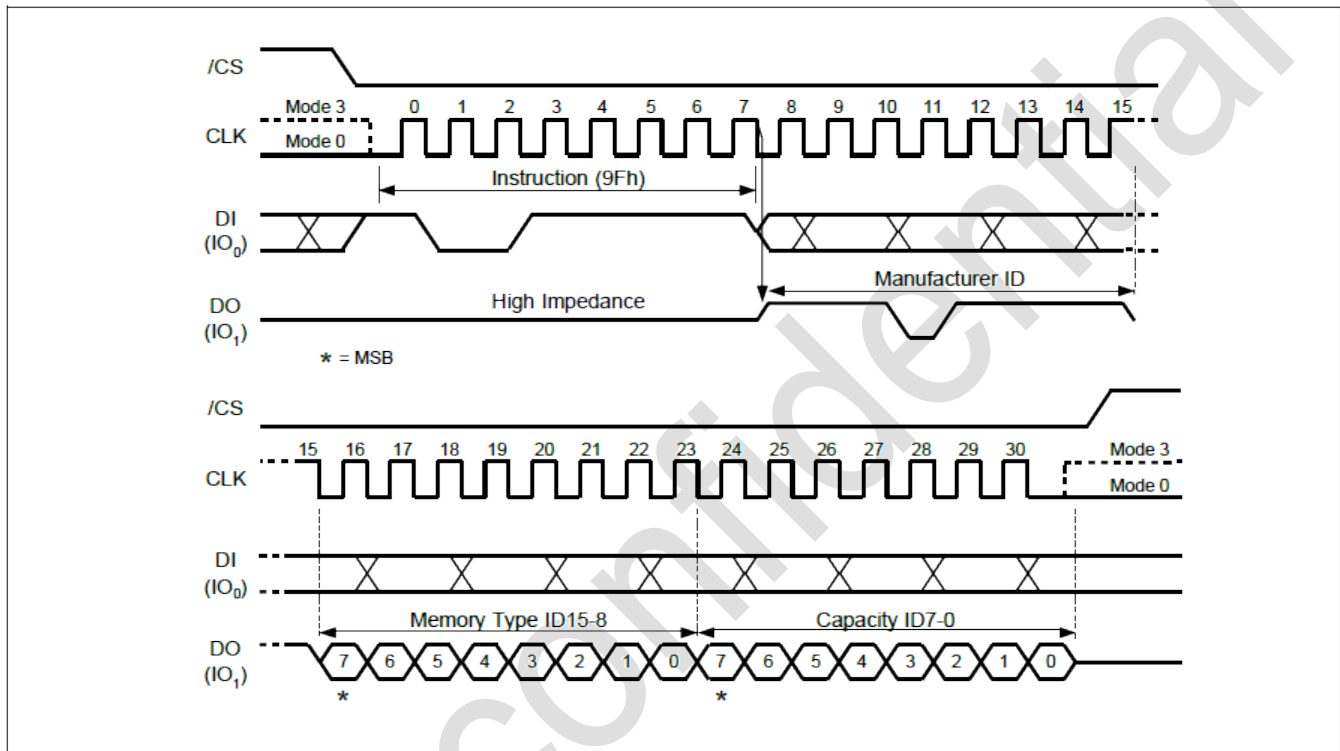 /CS
Mode 3 0 1 2 3 4 5 6 7 8 9 10 11 12 13 14 15
CLK
Mode 0
Instruction (9Fh)
DI
(IO0)
Manufacturer ID
High Impedance
DO
(IO1)
* = MSB
/CS
15 16 17 18 19 20 21 22 23 24 25 26 27 28 29 30 Mode 3
CLK
Mode 0
DI
(IO0)
Memory Type ID15-8 Capacity ID7-0
DO
(IO1)
7 6 5 4 3 2 1 0 7 6 5 4 3 2 1 0
* *
confidential